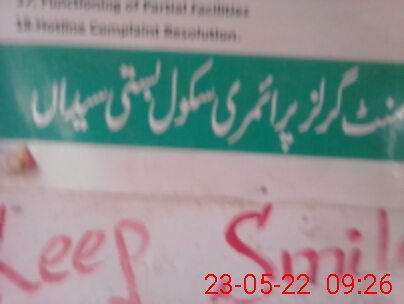 17. Functioning of Partial Facilities
18. Hotline Complaint Resolution.
منٹ گرلز پرائمری سکول بستی سیداں
Keep Smil
23-05-22 09:26